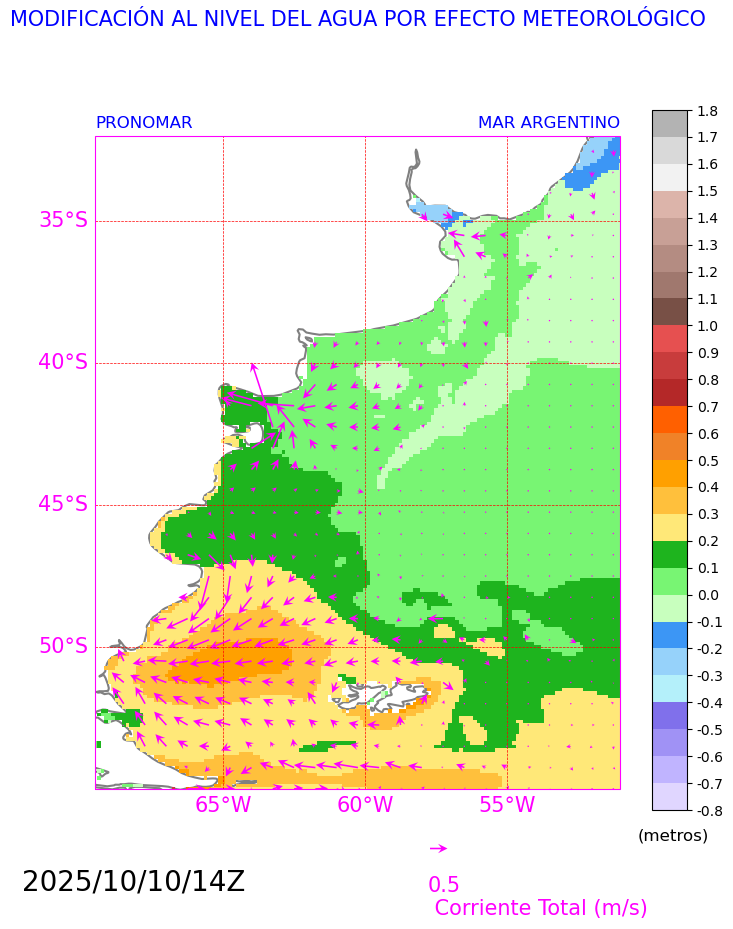 MODIFICACIÓN AL NIVEL DEL AGUA POR EFECTO METEOROLÓGICO
PRONOMAR MAR ARGENTINO
35°S
40°S
45°S
50°S
65°W 60°W 55°W
1.8
1.7
1.6
1.5
1.4
1.3
1.2
1.1
1.0
0.9
0.8
0.7
0.6
0.5
0.4
0.3
0.2
0.1
0.0
-0.1
-0.2
-0.3
-0.4
-0.5
-0.6
-0.7
-0.8
(metros)
2025/10/10/14Z
0.5
Corriente Total (m/s)